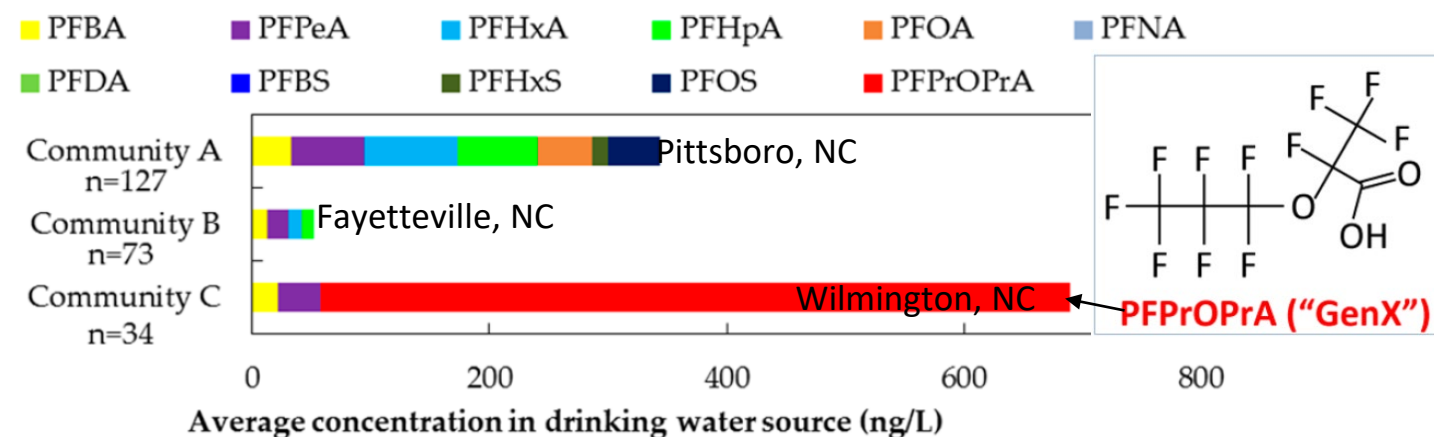 PFBA PFPeA PFHxA PFHpA PFOA PFNA
PFDA PFBS PFHxS PFOS PFPrOPrA
Community A
n=127
Pittsboro, NC
Community B
n=73
Fayetteville, NC
Community C
n=34
Wilmington, NC
0 200 400 600 800
Average concentration in drinking water source (ng/L)
F F
F F
F F F
F O O
OH
F F F
PFPrOPrA (“GenX”)